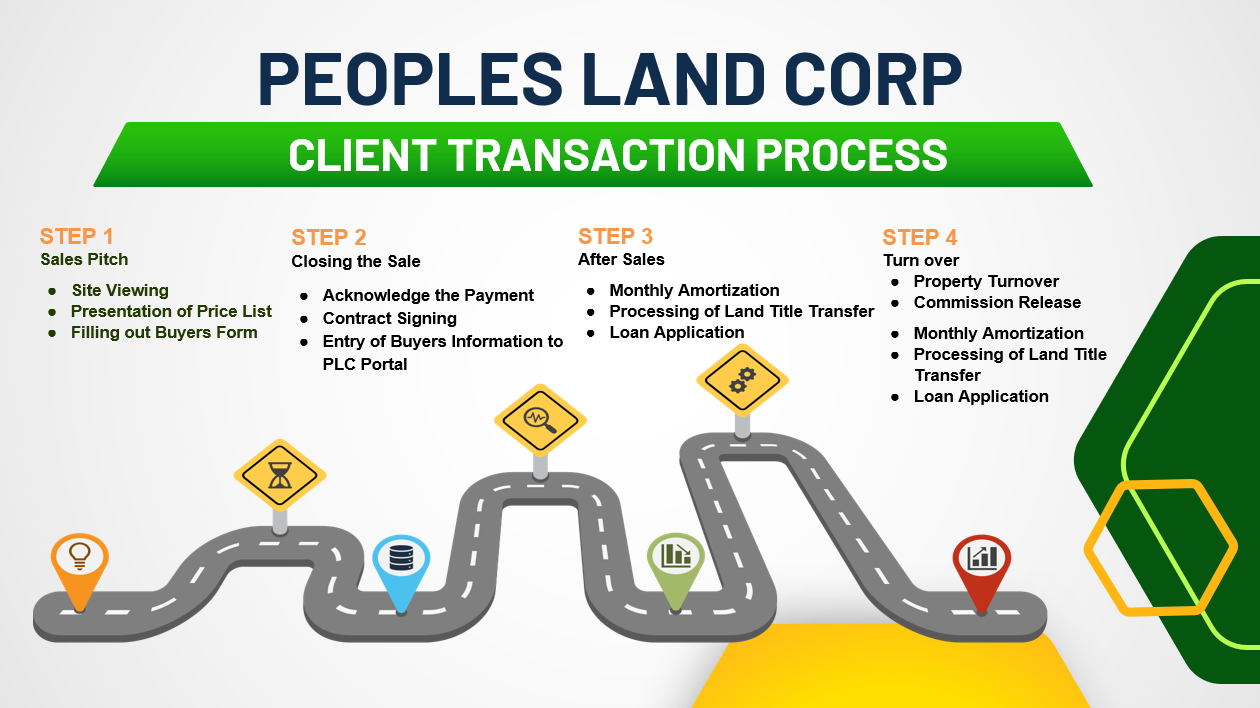 PEOPLES LAND CORP
CLIENT TRANSACTION PROCESS
STEP 1
Sales Pitch
● Site Viewing
● Presentation of Price List
● Filling out Buyers Form
STEP 2
Closing the Sale
● Acknowledge the Payment
● Contract Signing
● Entry of Buyers Information to
PLC Portal
STEP 3
After Sales
● Monthly Amortization
● Processing of Land Title Transfer
● Loan Application
STEP 4
Turn over
● Property Turnover
● Commission Release
● Monthly Amortization
● Processing of Land Title
Transfer
● Loan Application